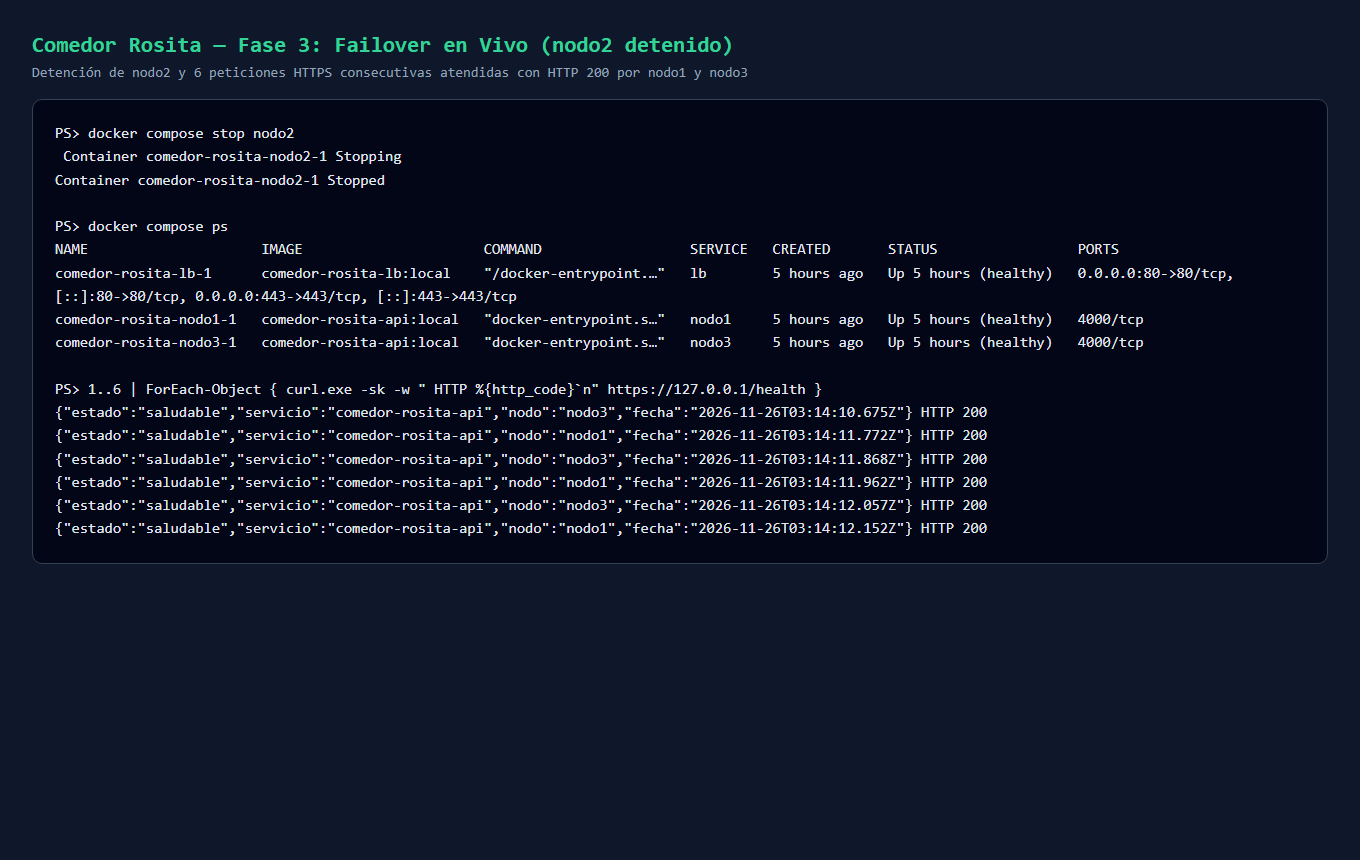 Comedor Rosita — Fase 3: Failover en Vivo (nodo2 detenido)
Detención de nodo2 y 6 peticiones HTTPS consecutivas atendidas con HTTP 200 por nodo1 y nodo3
PS> docker compose stop nodo2
 Container comedor-rosita-nodo2-1 Stopping
Container comedor-rosita-nodo2-1 Stopped
PS> docker compose ps
NAME                     IMAGE                      COMMAND                  SERVICE   CREATED       STATUS                 PORTS
comedor-rosita-lb-1      comedor-rosita-lb:local    "/docker-entrypoint.…"   lb        5 hours ago   Up 5 hours (healthy)   0.0.0.0:80->80/tcp,
[::]:80->80/tcp, 0.0.0.0:443->443/tcp, [::]:443->443/tcp
comedor-rosita-nodo1-1   comedor-rosita-api:local   "docker-entrypoint.s…"   nodo1     5 hours ago   Up 5 hours (healthy)   4000/tcp
comedor-rosita-nodo3-1   comedor-rosita-api:local   "docker-entrypoint.s…"   nodo3     5 hours ago   Up 5 hours (healthy)   4000/tcp
PS> 1..6 | ForEach-Object { curl.exe -sk -w " HTTP %{http_code}`n" https://127.0.0.1/health }
{"estado":"saludable","servicio":"comedor-rosita-api","nodo":"nodo3","fecha":"2026-11-26T03:14:10.675Z"} HTTP 200
{"estado":"saludable","servicio":"comedor-rosita-api","nodo":"nodo1","fecha":"2026-11-26T03:14:11.772Z"} HTTP 200
{"estado":"saludable","servicio":"comedor-rosita-api","nodo":"nodo3","fecha":"2026-11-26T03:14:11.868Z"} HTTP 200
{"estado":"saludable","servicio":"comedor-rosita-api","nodo":"nodo1","fecha":"2026-11-26T03:14:11.962Z"} HTTP 200
{"estado":"saludable","servicio":"comedor-rosita-api","nodo":"nodo3","fecha":"2026-11-26T03:14:12.057Z"} HTTP 200
{"estado":"saludable","servicio":"comedor-rosita-api","nodo":"nodo1","fecha":"2026-11-26T03:14:12.152Z"} HTTP 200